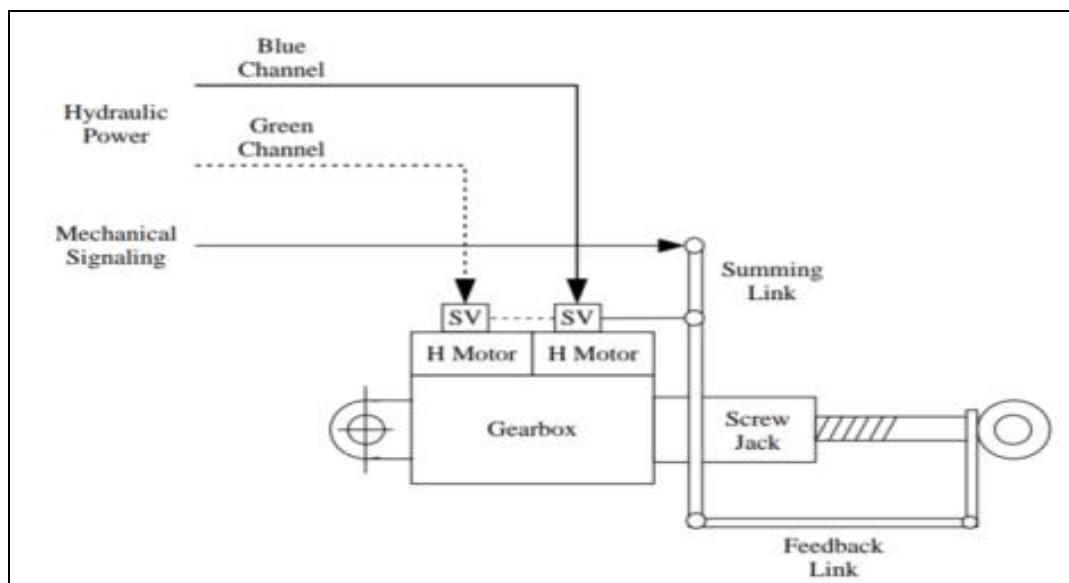 Blue
Channel
Hydraulic
Power
Green
Channel
Mechanical
Signaling
Summing
Link
SV
SV
H Motor
H Motor
Gearbox
Screw
Jack
Feedback
Link